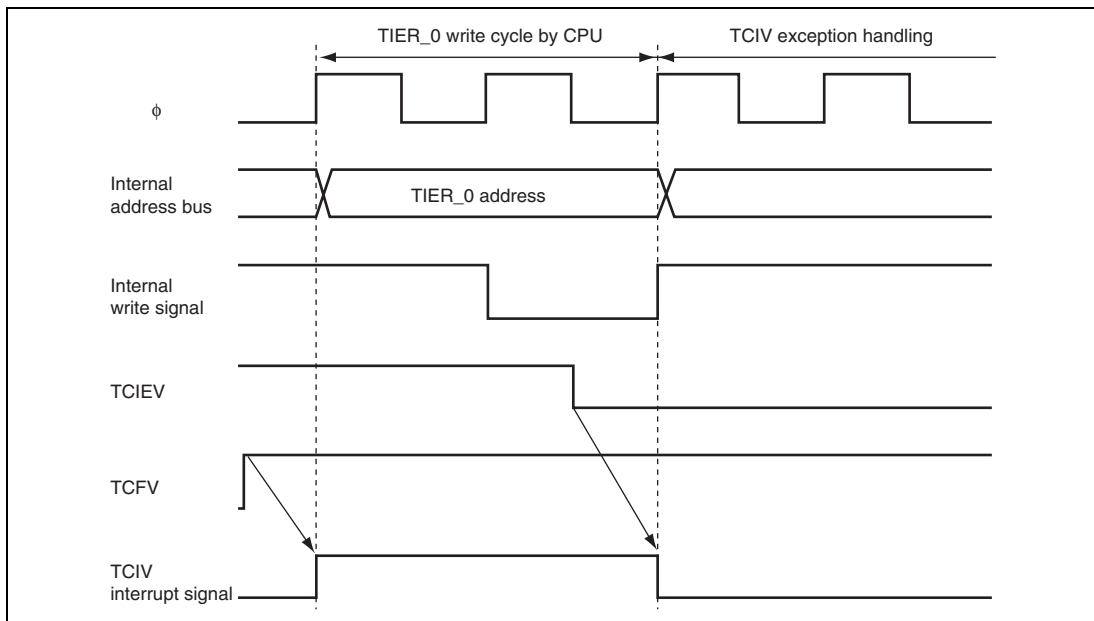 TIER_0 write cycle by CPU
TCIV exception handling
ϕ
Internal
address bus
TIER_0 address
Internal
write signal
TCIEV
TCFV
TCIV
interrupt signal